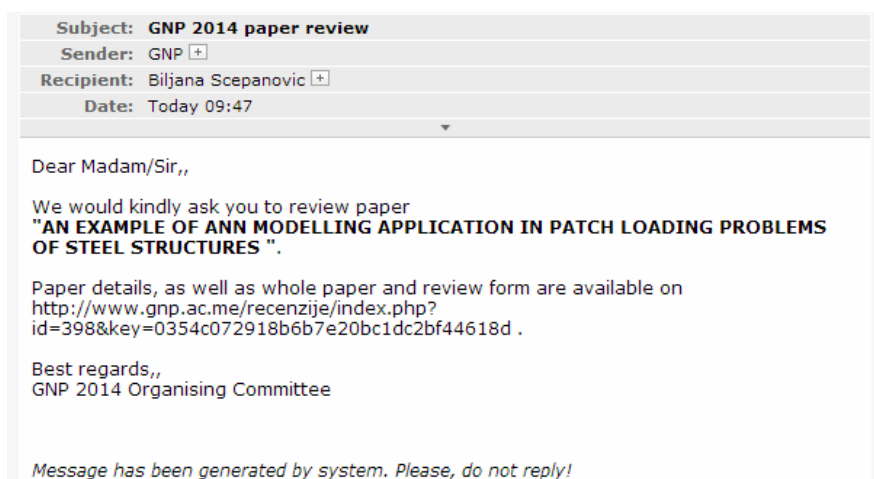 Subject: GNP 2014 paper review
Sender: GNP
Recipient: Biljana Scepanovic
Date: Today 09:47
Dear Madam/Sir,,
We would kindly ask you to review paper
"AN EXAMPLE OF ANN MODELLING APPLICATION IN PATCH LOADING PROBLEMS
OF STEEL STRUCTURES ".
Paper details, as well as whole paper and review form are available on
http://www.gnp.ac.me/recenzije/index.php?
id=398&key=0354c072918b6b7e20bc1dc2bf44618d .
Best regards,,
GNP 2014 Organising Committee
Message has been generated by system. Please, do not reply!